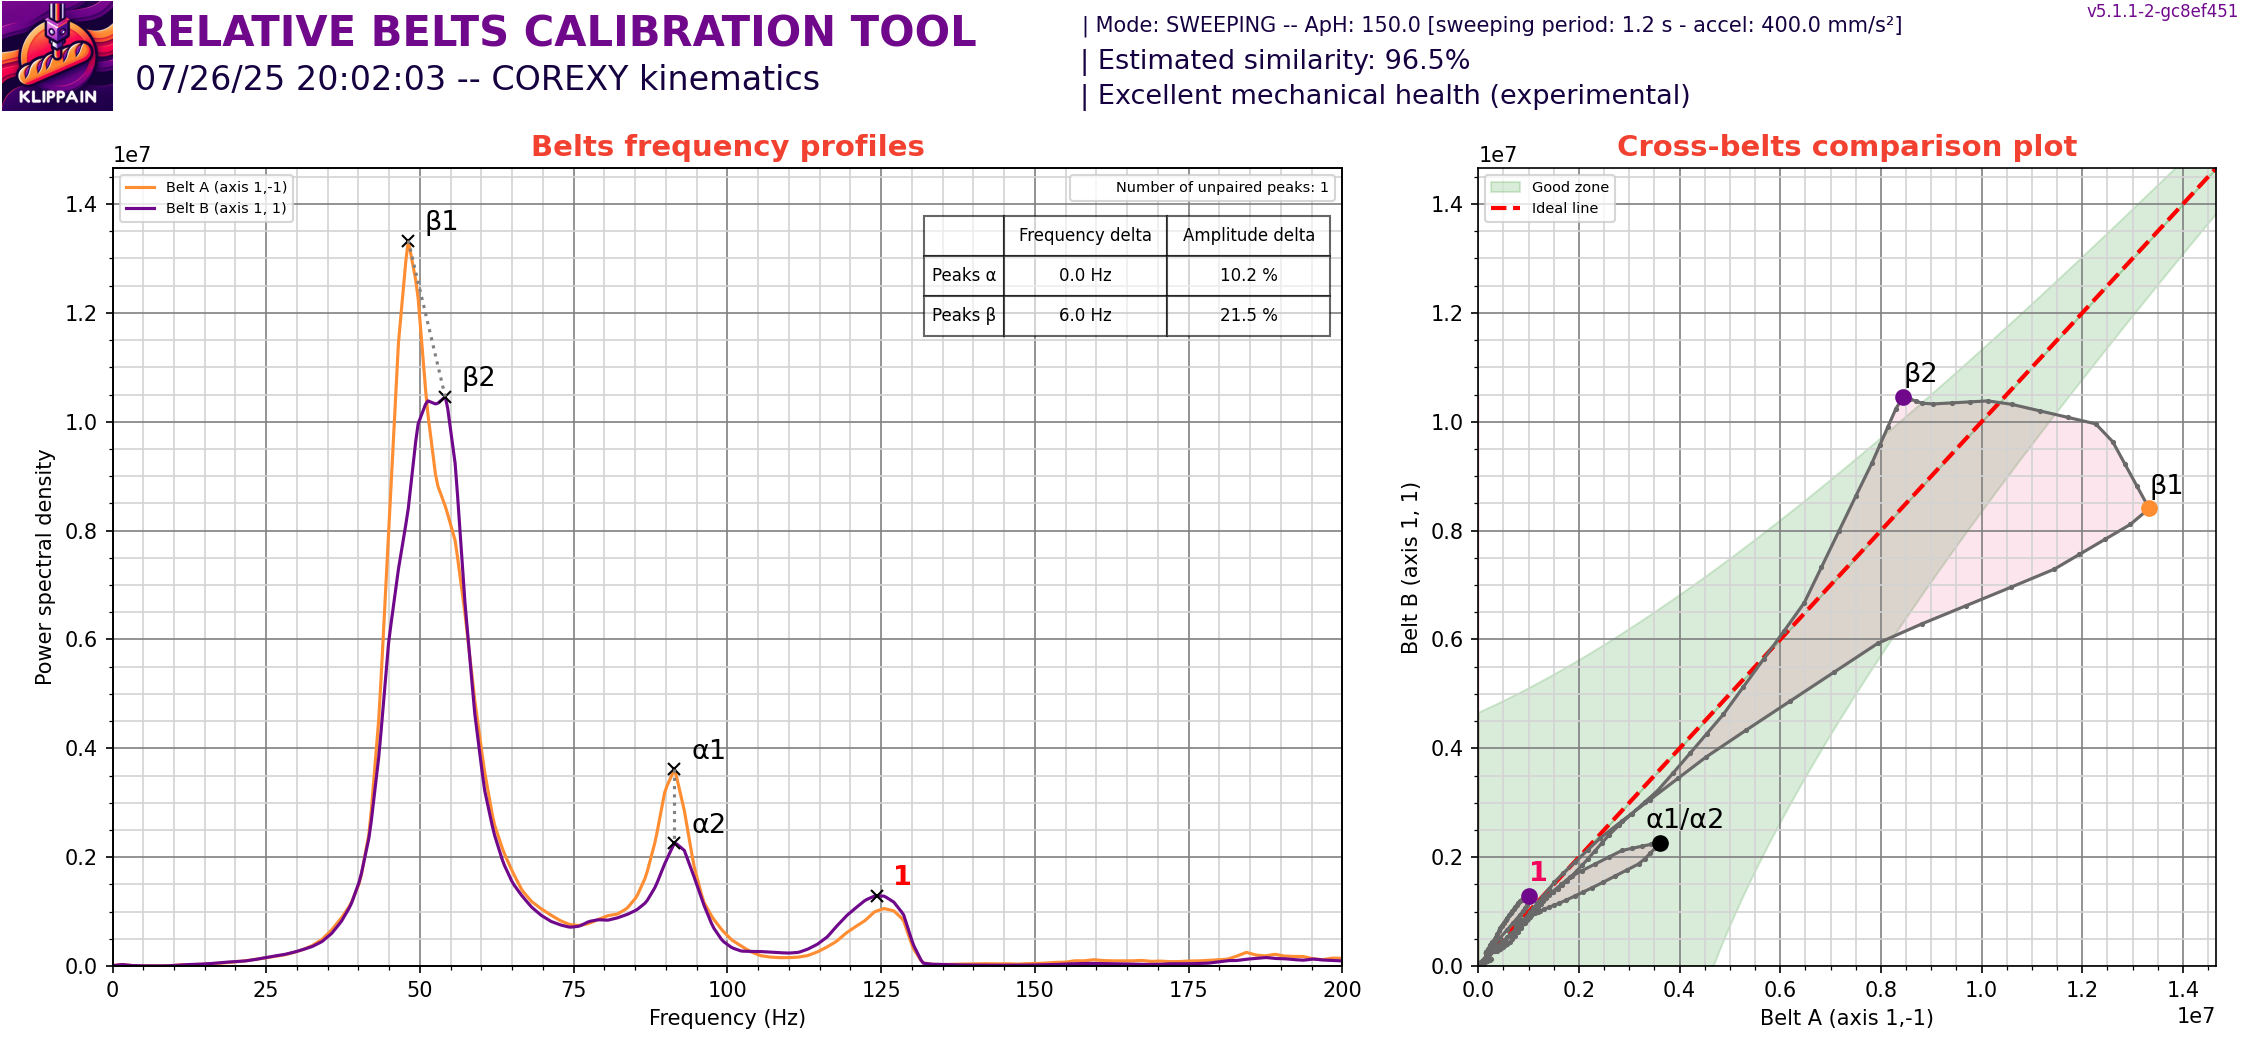 KLIPPAIN
RELATIVE BELTS CALIBRATION TOOL
07/26/25 20:02:03 -- COREXY kinematics
| Mode: SWEEPING -- ApH: 150.0 [sweeping period: 1.2 s - accel: 400.0 mm/s²]
| Estimated similarity: 96.5%
| Excellent mechanical health (experimental)
v5.1.1-2-gc8ef451
Belts frequency profiles
1e7
Belt A (axis 1,-1)
Belt B (axis 1, 1)
Number of unpaired peaks: 1
Frequency delta Amplitude delta
Peaks α 0.0 Hz 10.2 %
Peaks β 6.0 Hz 21.5 %
β1
β2
α1
α2
1
Power spectral density
1.4
1.2
1.0
0.8
0.6
0.4
0.2
0.0
0 25 50 75 100 125 150 175 200
Frequency (Hz)
Cross-belts comparison plot
1e7
Good zone
Ideal line
β2
β1
α1/α2
1
Belt B (axis 1, 1)
1.4
1.2
1.0
0.8
0.6
0.4
0.2
0.0
0.0 0.2 0.4 0.6 0.8 1.0 1.2 1.4
Belt A (axis 1,-1)
1e7